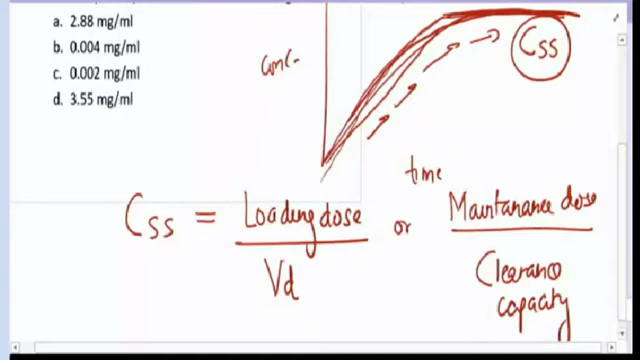 a. 2.88 mg/ml
b. 0.004 mg/ml
c. 0.002 mg/ml
d. 3.55 mg/ml
Conc.
Css
time
Css = Loading dose / Vd or Maintanance dose / Clearance capacity